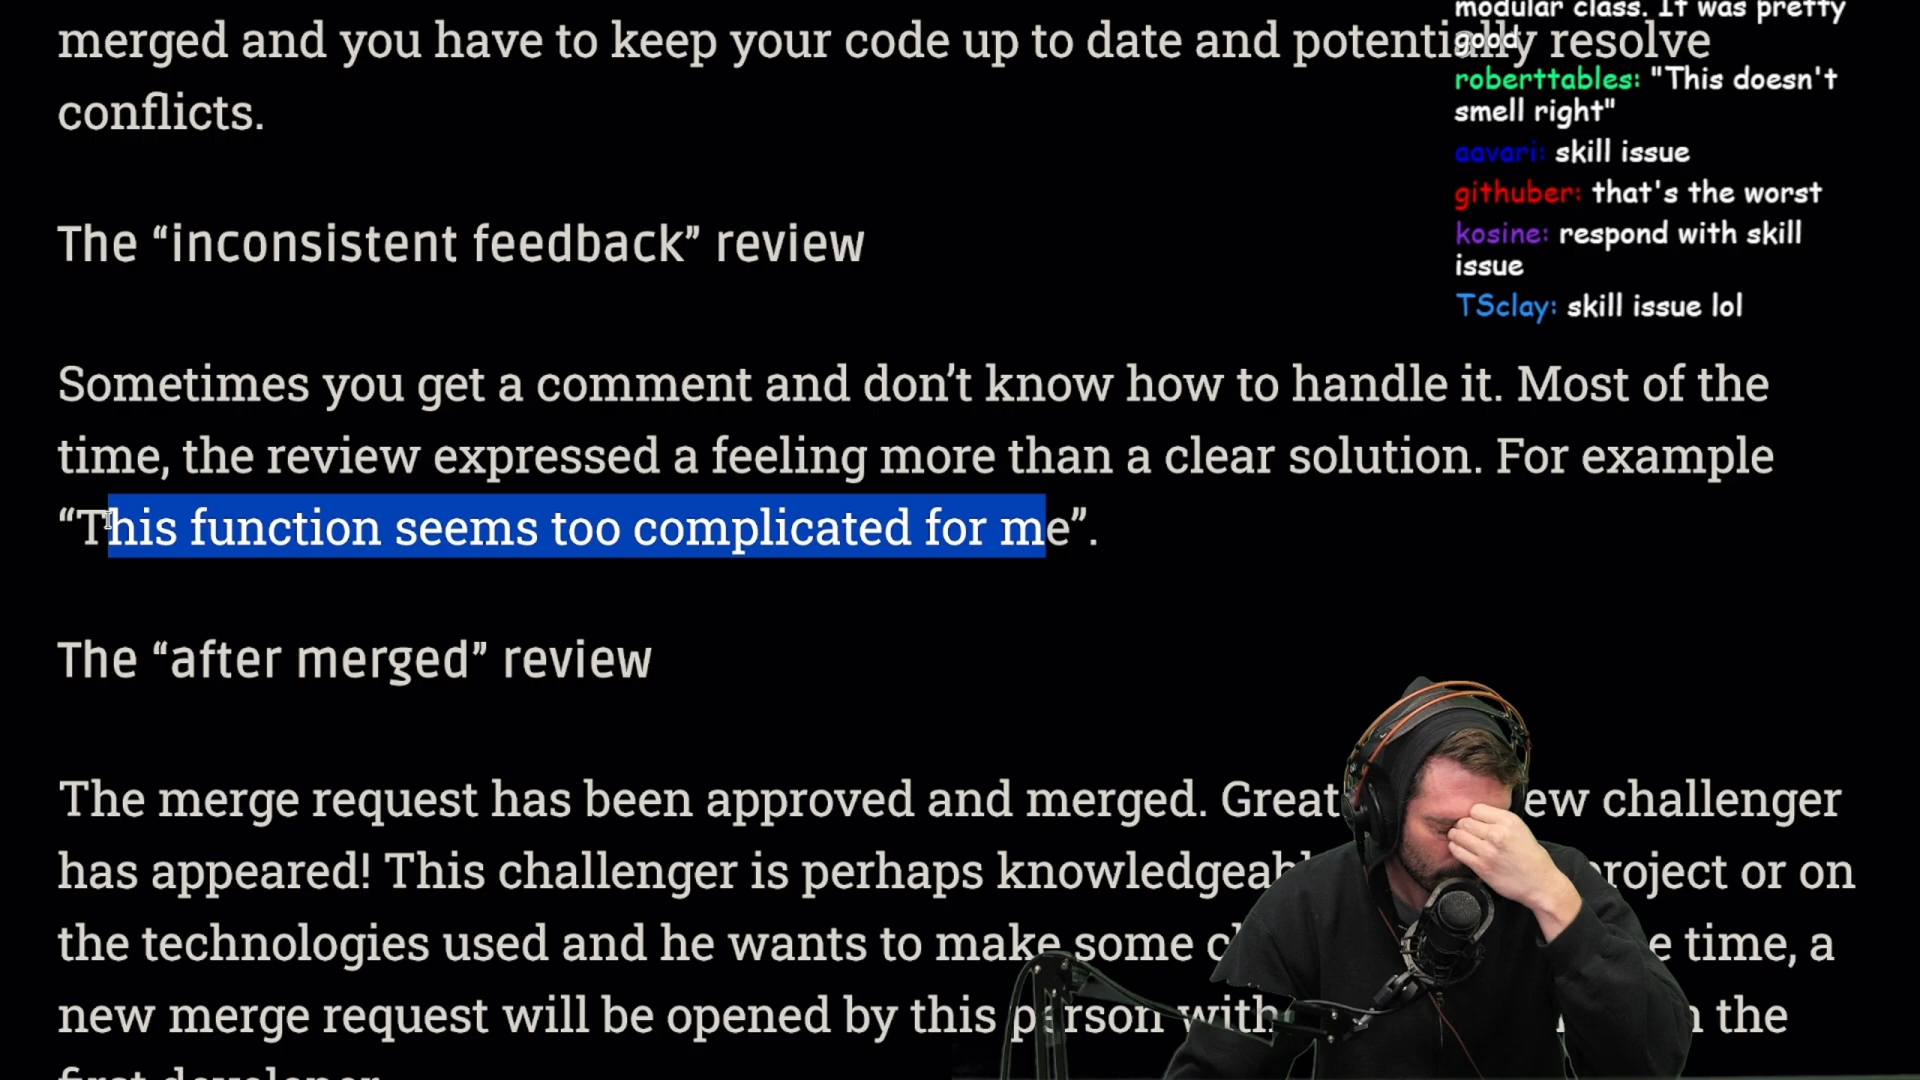 merged and you have to keep your code up to date and potentially resolve
conflicts.
The “inconsistent feedback” review
Sometimes you get a comment and don’t know how to handle it. Most of the
time, the review expressed a feeling more than a clear solution. For example
“This function seems too complicated for me”.
The “after merged” review
The merge request has been approved and merged. Great ew challenger
has appeared! This challenger is perhaps roject or on
the technologies used and he wants to make some time, a
new merge request will be opened by this person with the
first developer.
modular class. It was pretty
good
roberttables: "This doesn't
smell right"
aavari: skill issue
githuber: that's the worst
kosine: respond with skill
issue
TSclay: skill issue lol